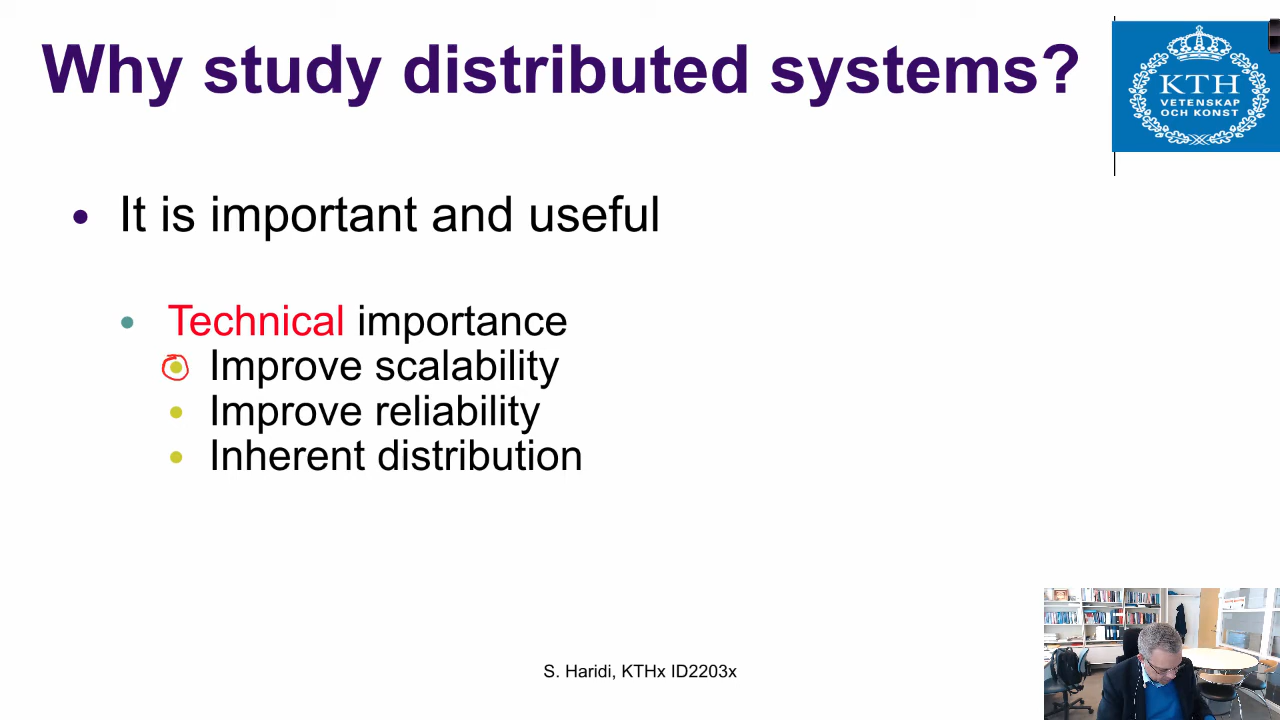 Why study distributed systems?
KTH
VETENSKAP
OCH KONST
It is important and useful
Technical importance
Improve scalability
Improve reliability
Inherent distribution
S. Haridi, KTHx ID2203x